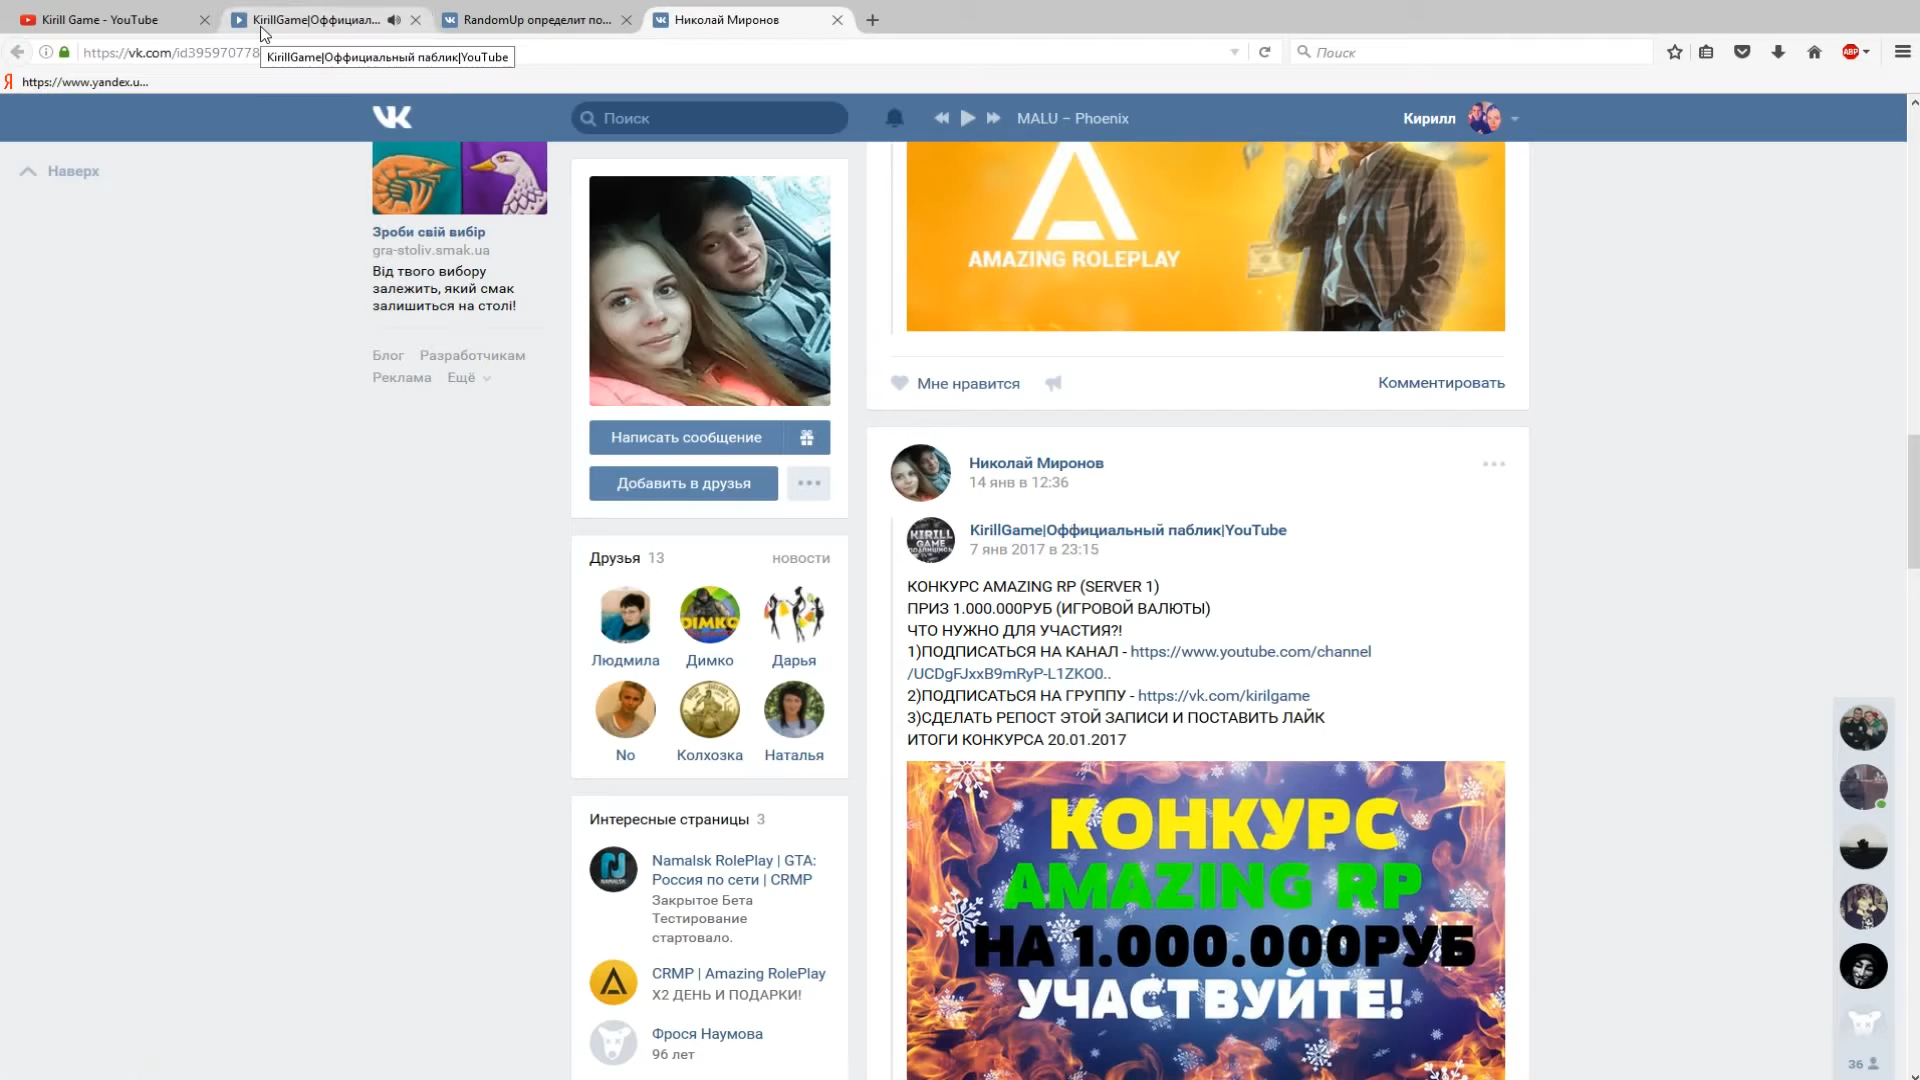 Kirill Game - YouTube
KirillGame|Оффициал...
RandomUp определит по...
Николай Миронов
https://vk.com/id395970778
KirillGame|Оффициальный паблик|YouTube
Поиск
ABP
https://www.yandex.u...
Поиск
MALU – Phoenix
Кирилл
Наверх
Зроби свій вибір
gra-stoliv.smak.ua
Від твого вибору
залежить, який смак
залишиться на столі!
Блог Разработчикам
Реклама Ещё
Написать сообщение
Добавить в друзья
Друзья 13
новости
Людмила
Димко
Дарья
No
Колхозка
Наталья
Интересные страницы 3
Namalsk RolePlay | GTA:
Россия по сети | CRMP
Закрытое Бета
Тестирование
стартовало.
CRMP | Amazing RolePlay
X2 ДЕНЬ И ПОДАРКИ!
Фрося Наумова
96 лет
AMAZING ROLEPLAY
Мне нравится
Комментировать
Николай Миронов
14 янв в 12:36
KirillGame|Оффициальный паблик|YouTube
7 янв 2017 в 23:15
КОНКУРС AMAZING RP (SERVER 1)
ПРИЗ 1.000.000РУБ (ИГРОВОЙ ВАЛЮТЫ)
ЧТО НУЖНО ДЛЯ УЧАСТИЯ?!
1)ПОДПИСАТЬСЯ НА КАНАЛ - https://www.youtube.com/channel
/UCDgFJxxB9mRyP-L1ZKO0..
2)ПОДПИСАТЬСЯ НА ГРУППУ - https://vk.com/kirilgame
3)СДЕЛАТЬ РЕПОСТ ЭТОЙ ЗАПИСИ И ПОСТАВИТЬ ЛАЙК
ИТОГИ КОНКУРСА 20.01.2017
КОНКУРС
AMAZING RP
НА 1.000.000РУБ
УЧАСТВУЙТЕ!
36